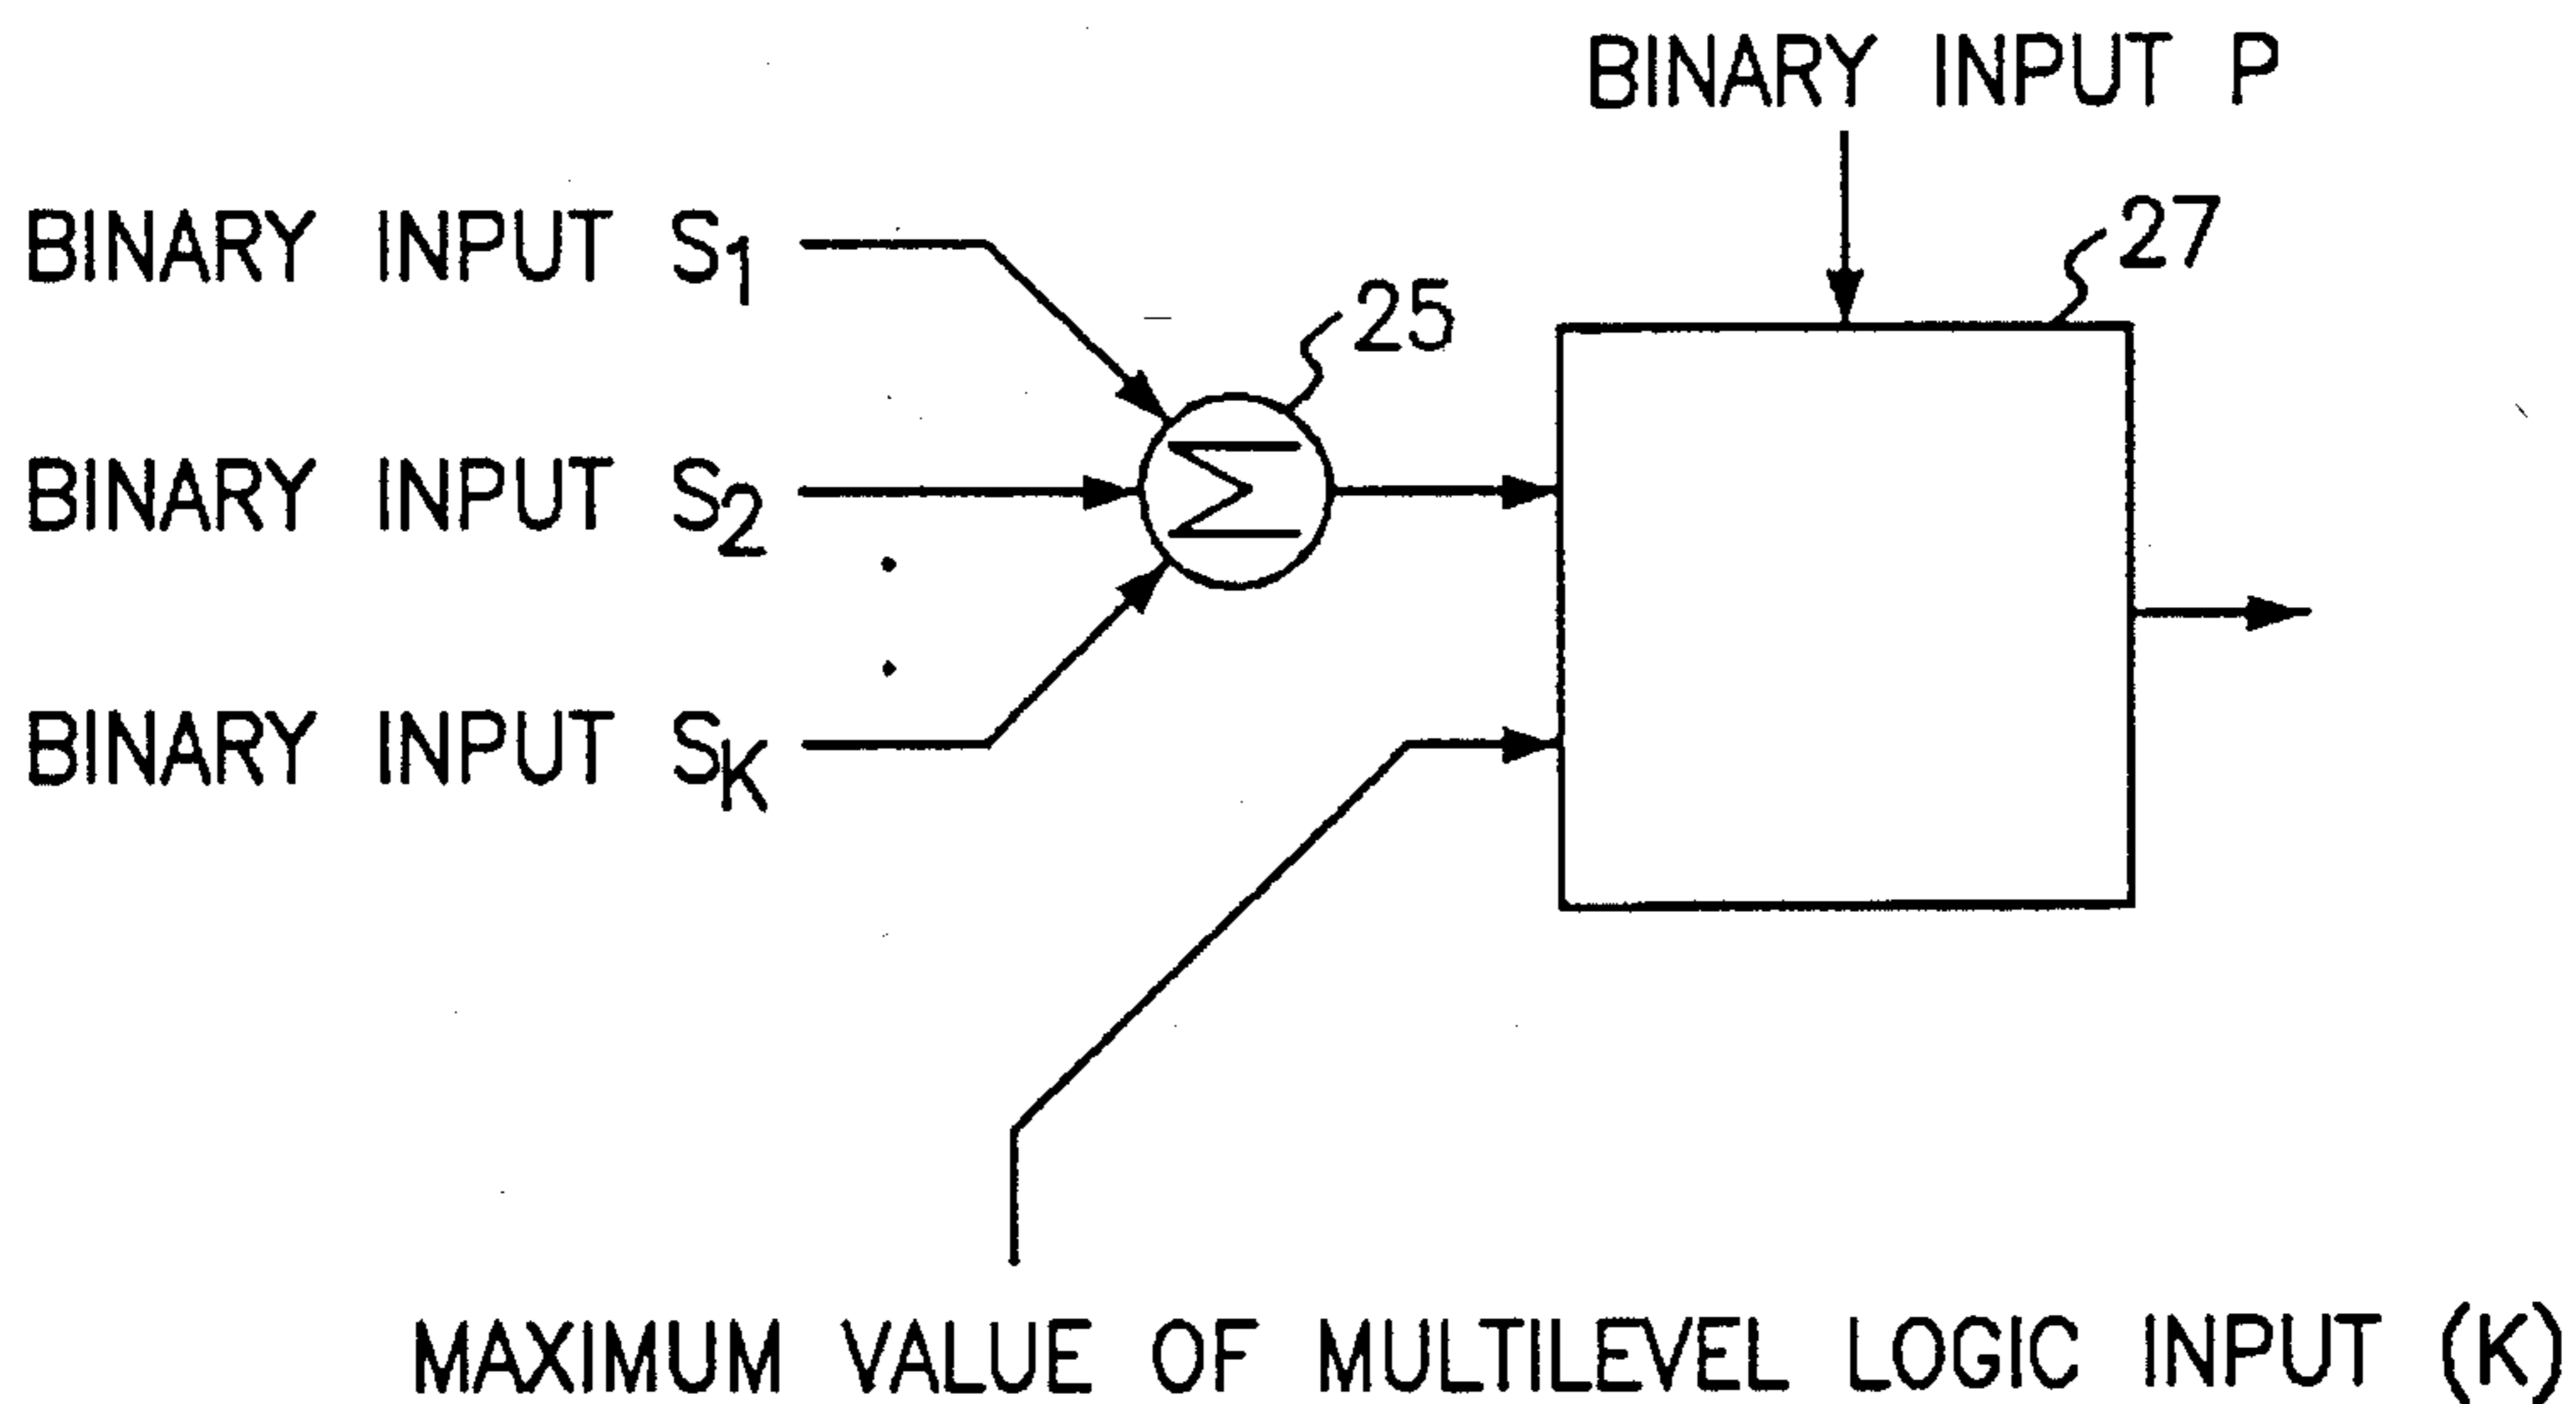 BINARY INPUT P
27
BINARY INPUT S1
25
Σ
BINARY INPUT S2
BINARY INPUT SK
MAXIMUM VALUE OF MULTILEVEL LOGIC INPUT (K)